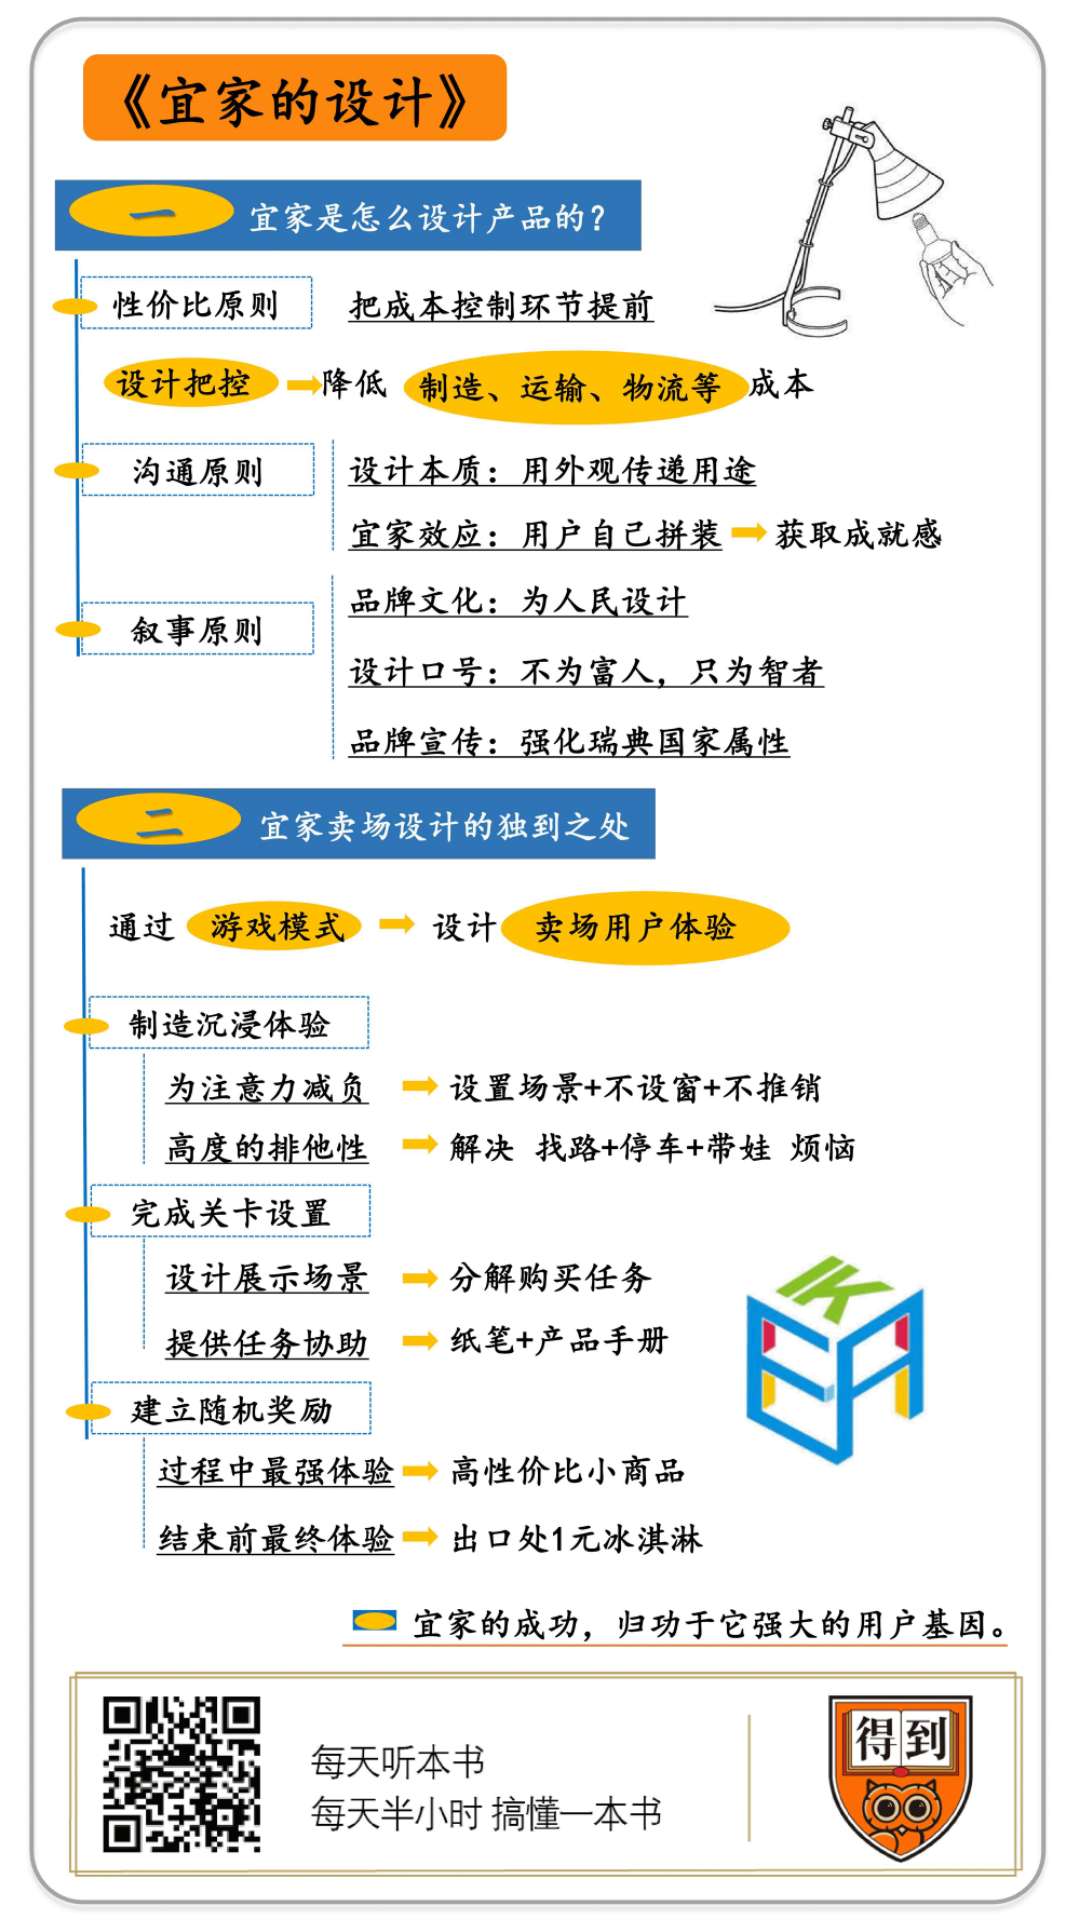 《宜家的设计》
一 宜家是怎么设计产品的？
性价比原则 把成本控制环节提前
设计把控 降低 制造、运输、物流等 成本
沟通原则 设计本质：用外观传递用途
宜家效应：用户自己拼装 获取成就感
品牌文化：为人民设计
叙事原则
设计口号：不为富人，只为智者
品牌宣传：强化瑞典国家属性
二 宜家卖场设计的独到之处
通过 游戏模式 设计 卖场用户体验
制造沉浸体验
为注意力减负 设置场景+不设窗+不推销
高度的排他性 解决 找路+停车+带娃 烦恼
完成关卡设置
设计展示场景 分解购买任务
提供任务协助 纸笔+产品手册
IKEA
建立随机奖励
过程中最强体验 高性价比小商品
结束前最终体验 出口处1元冰淇淋
宜家的成功，归功于它强大的用户基因。
每天听本书
每天半小时 搞懂一本书
得到